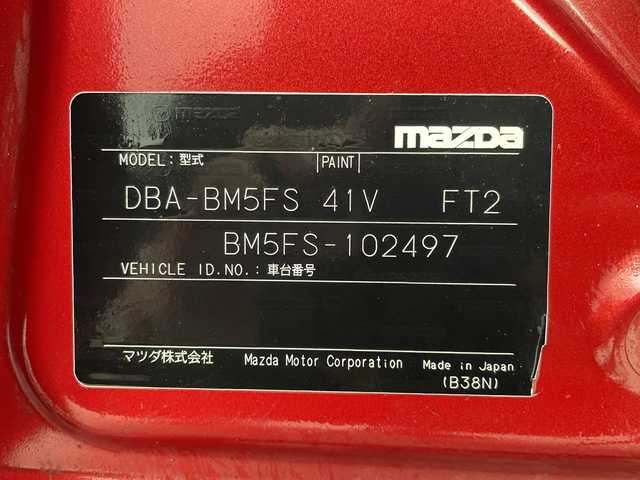 mazda
MODEL: 型式 PAINT
DBA-BM5FS 41V FT2
BM5FS-102497
VEHICLE ID.NO.: 車台番号
マツダ株式会社 Mazda Motor Corporation Made in Japan
(B38N)